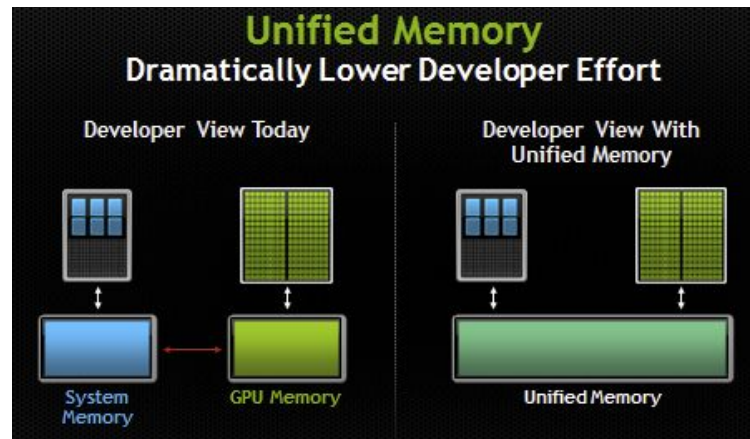 Unified Memory
Dramatically Lower Developer Effort
Developer View Today
Developer View With
Unified Memory
System
Memory
GPU Memory
Unified Memory